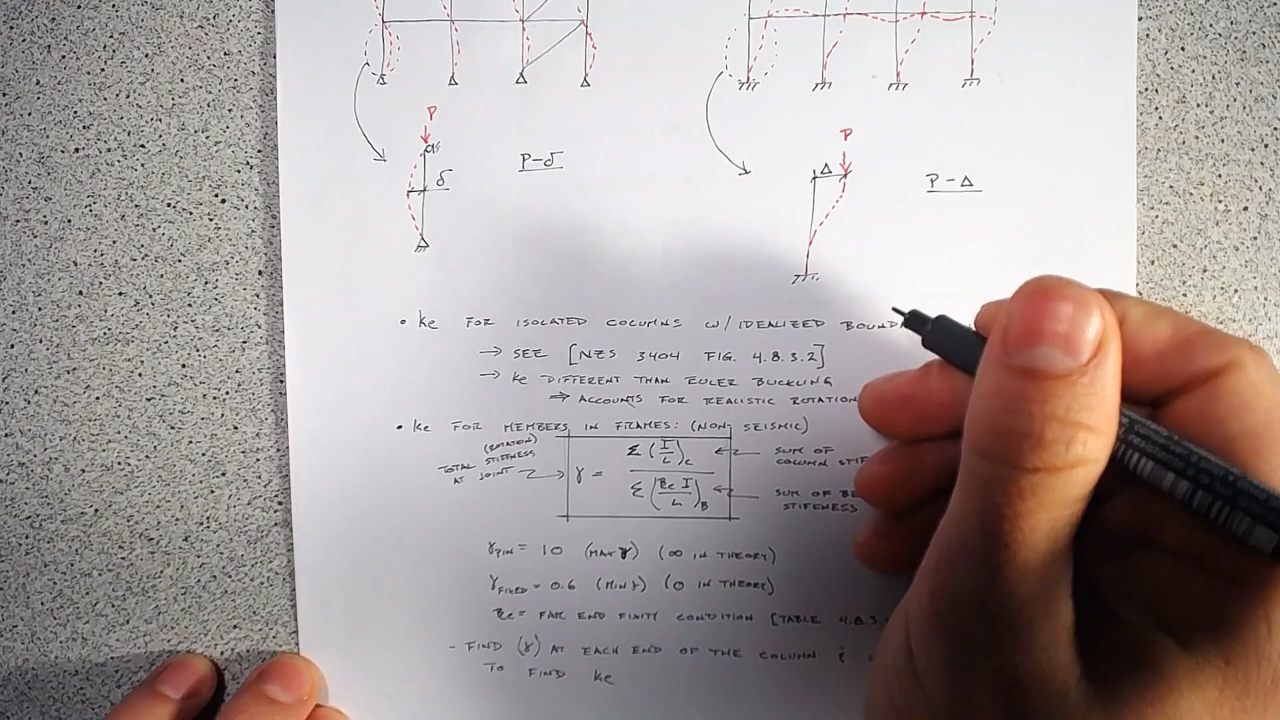 P
P
δ
P-δ
Δ
P-Δ
• ke FOR ISOLATED COLUMNS W/ IDEALIZED
→ SEE [NZS 3404 FIG. 4.8.3.2]
→ ke DIFFERENT THAN EULER BUCKLING
⇒ ACCOUNTS FOR REALISTIC ROTATION
• ke FOR MEMBERS IN FRAMES: (NON-SEISMIC)
(ROTATION)
TOTAL STIFFNESS
AT JOINT
γ = Σ(I/L)c / Σ(Be I/L)B
SUM OF
COLUMN
SUM OF
STIFFNESS
γPIN = 10 (MAX γ) (∞ IN THEORY)
γFIXED = 0.6 (MIN γ) (0 IN THEORY)
Be = FAR END FIXITY CONDITION [TABLE
- FIND (γ) AT EACH END OF THE COLUMN &
TO FIND ke